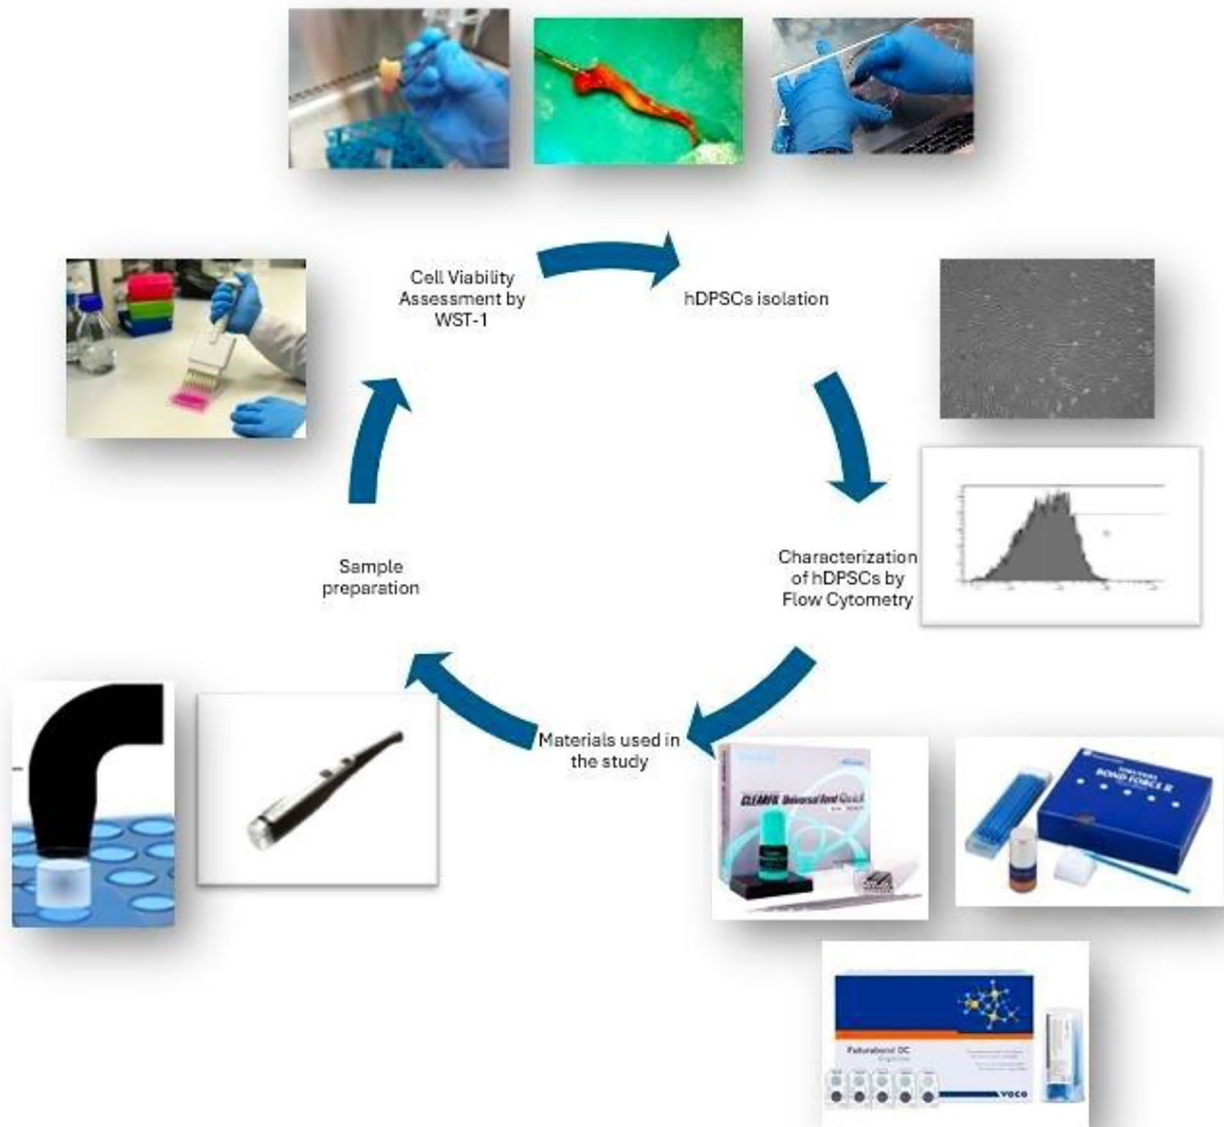 Cell Viability
Assessment by
WST-1
hDPSCs isolation
Characterization
of hDPSCs by
Flow Cytometry
Sample
preparation
Materials used in
the study
CLEARFIL Universal Bond Quick
BOND FORCE II
Futurabond DC
VOCO